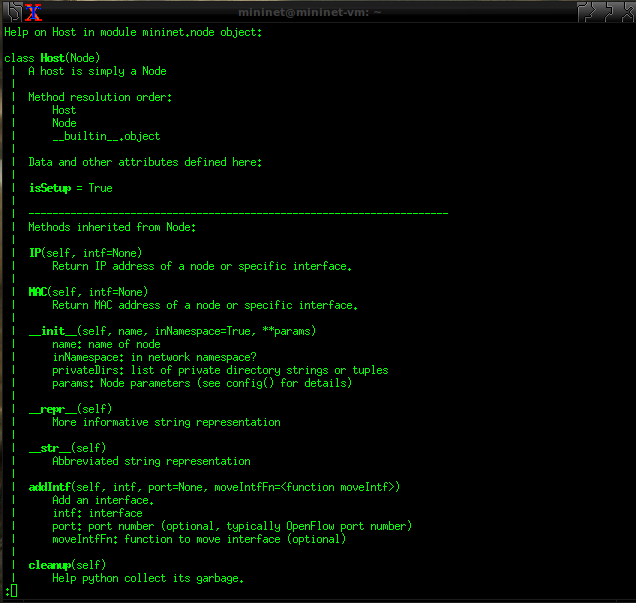 mininet@mininet-vm: ~
Help on Host in module mininet.node object:
class Host(Node)
 |  A host is simply a Node
 |
 |  Method resolution order:
 |      Host
 |      Node
 |      __builtin__.object
 |
 |  Data and other attributes defined here:
 |
 |  isSetup = True
 |
 |  ----------------------------------------------------------------------
 |  Methods inherited from Node:
 |
 |  IP(self, intf=None)
 |      Return IP address of a node or specific interface.
 |
 |  MAC(self, intf=None)
 |      Return MAC address of a node or specific interface.
 |
 |  __init__(self, name, inNamespace=True, **params)
 |      name: name of node
 |      inNamespace: in network namespace?
 |      privateDirs: list of private directory strings or tuples
 |      params: Node parameters (see config() for details)
 |
 |  __repr__(self)
 |      More informative string representation
 |
 |  __str__(self)
 |      Abbreviated string representation
 |
 |  addIntf(self, intf, port=None, moveIntfFn=<function moveIntf>)
 |      Add an interface.
 |      intf: interface
 |      port: port number (optional, typically OpenFlow port number)
 |      moveIntfFn: function to move interface (optional)
 |
 |  cleanup(self)
 |      Help python collect its garbage.
: